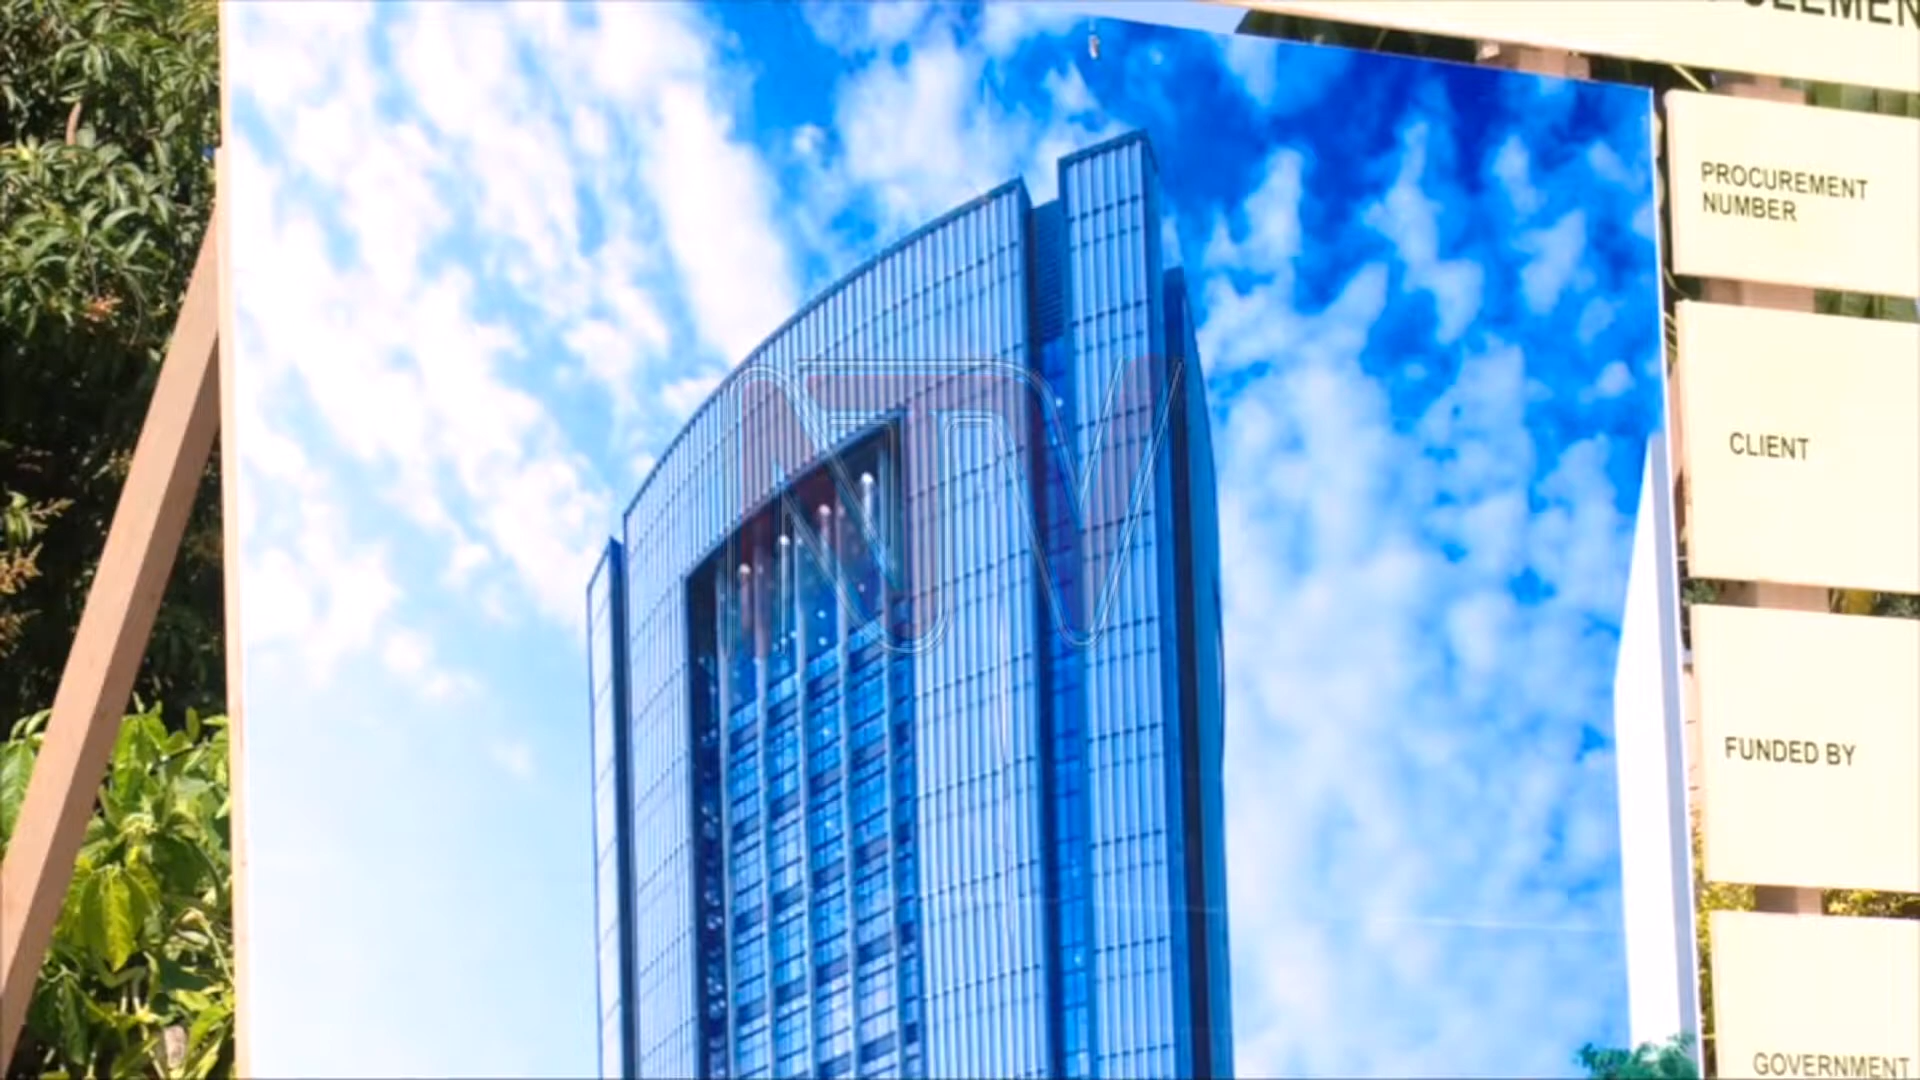 NTV
PROCUREMENT
NUMBER
CLIENT
FUNDED BY
GOVERNMENT